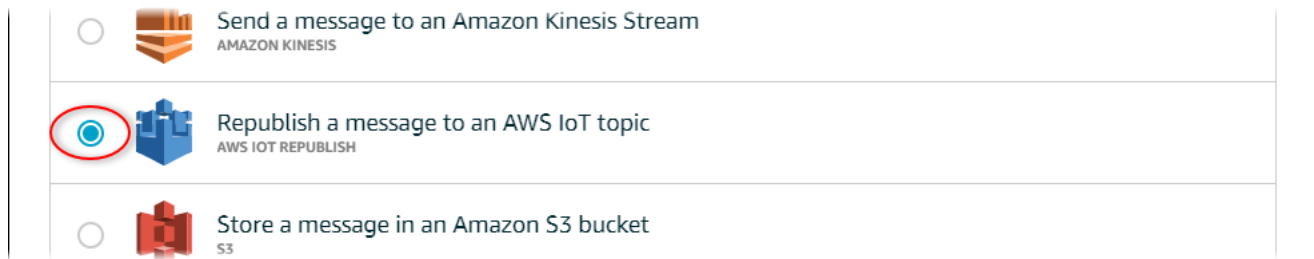 Send a message to an Amazon Kinesis Stream
AMAZON KINESIS
Republish a message to an AWS IoT topic
AWS IOT REPUBLISH
Store a message in an Amazon S3 bucket
S3